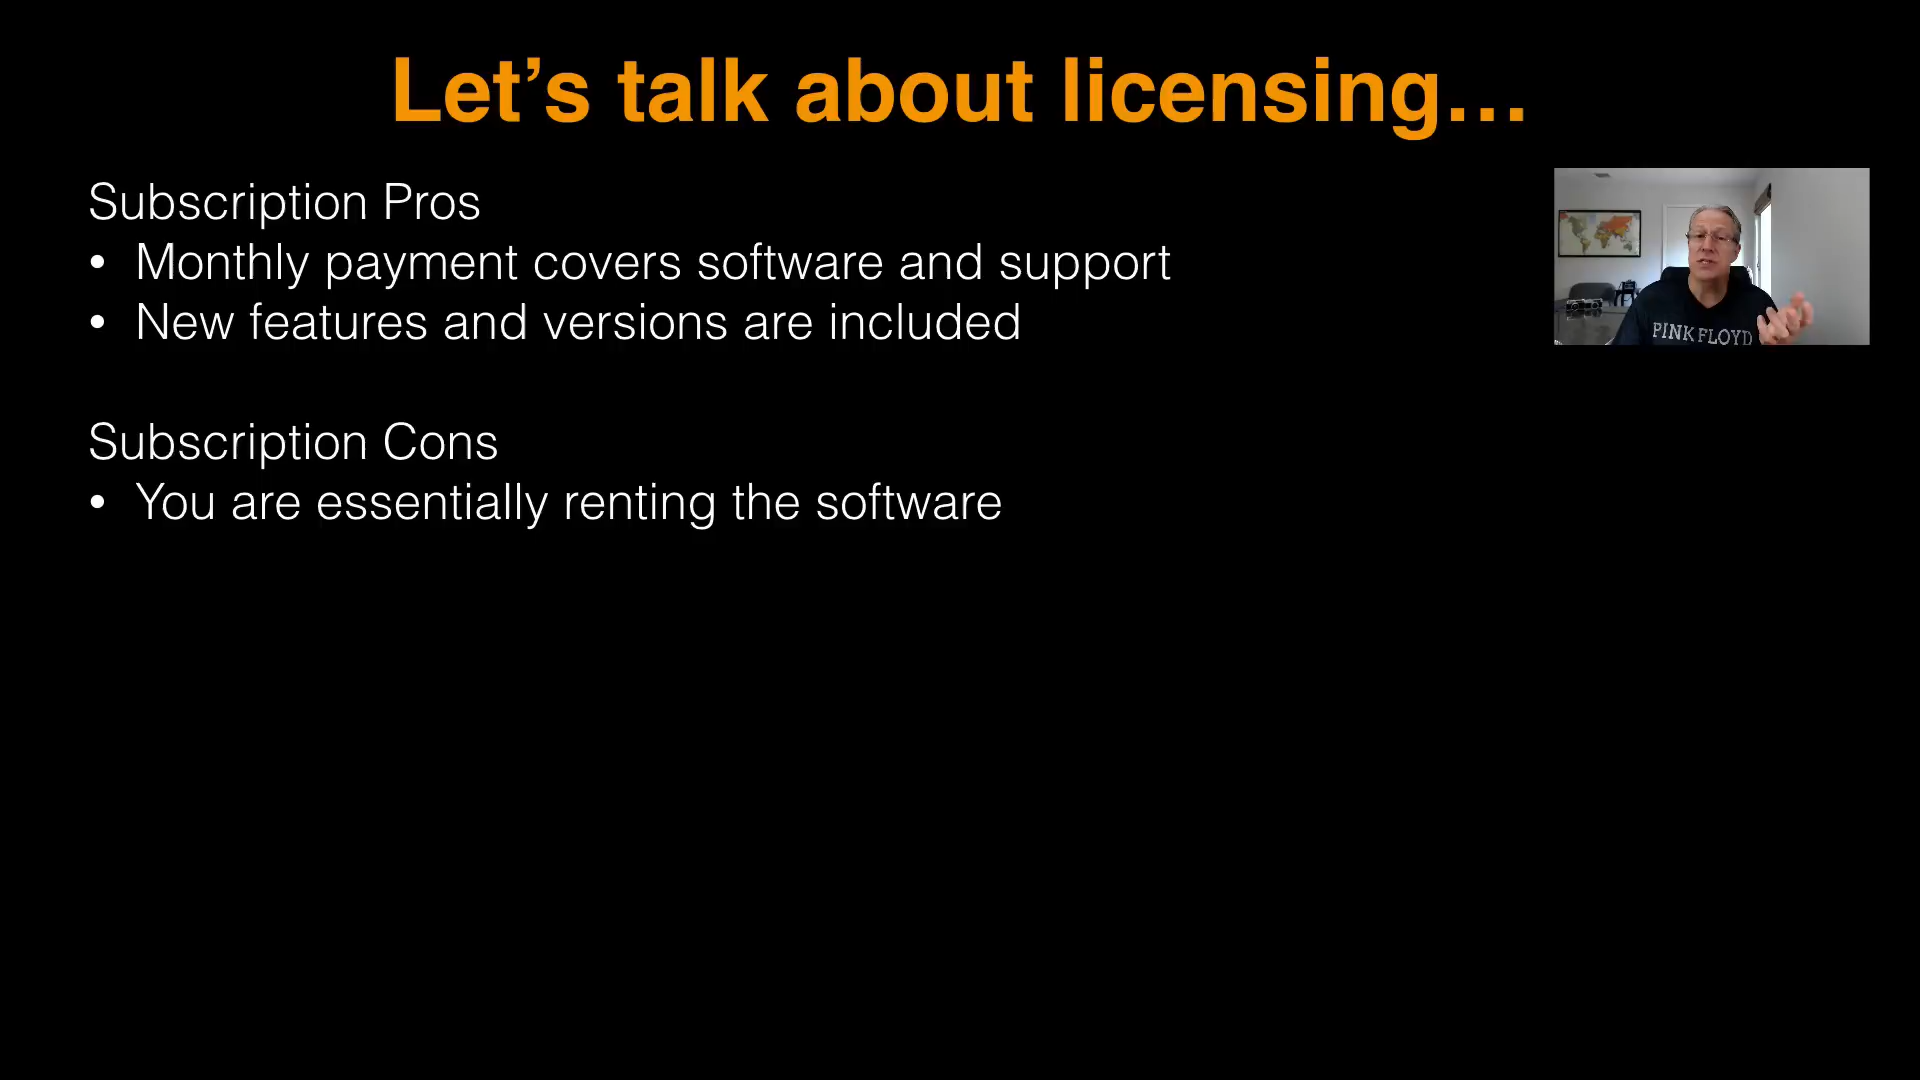 Let’s talk about licensing…
Subscription Pros
• Monthly payment covers software and support
• New features and versions are included
PINK FLOYD
Subscription Cons
• You are essentially renting the software